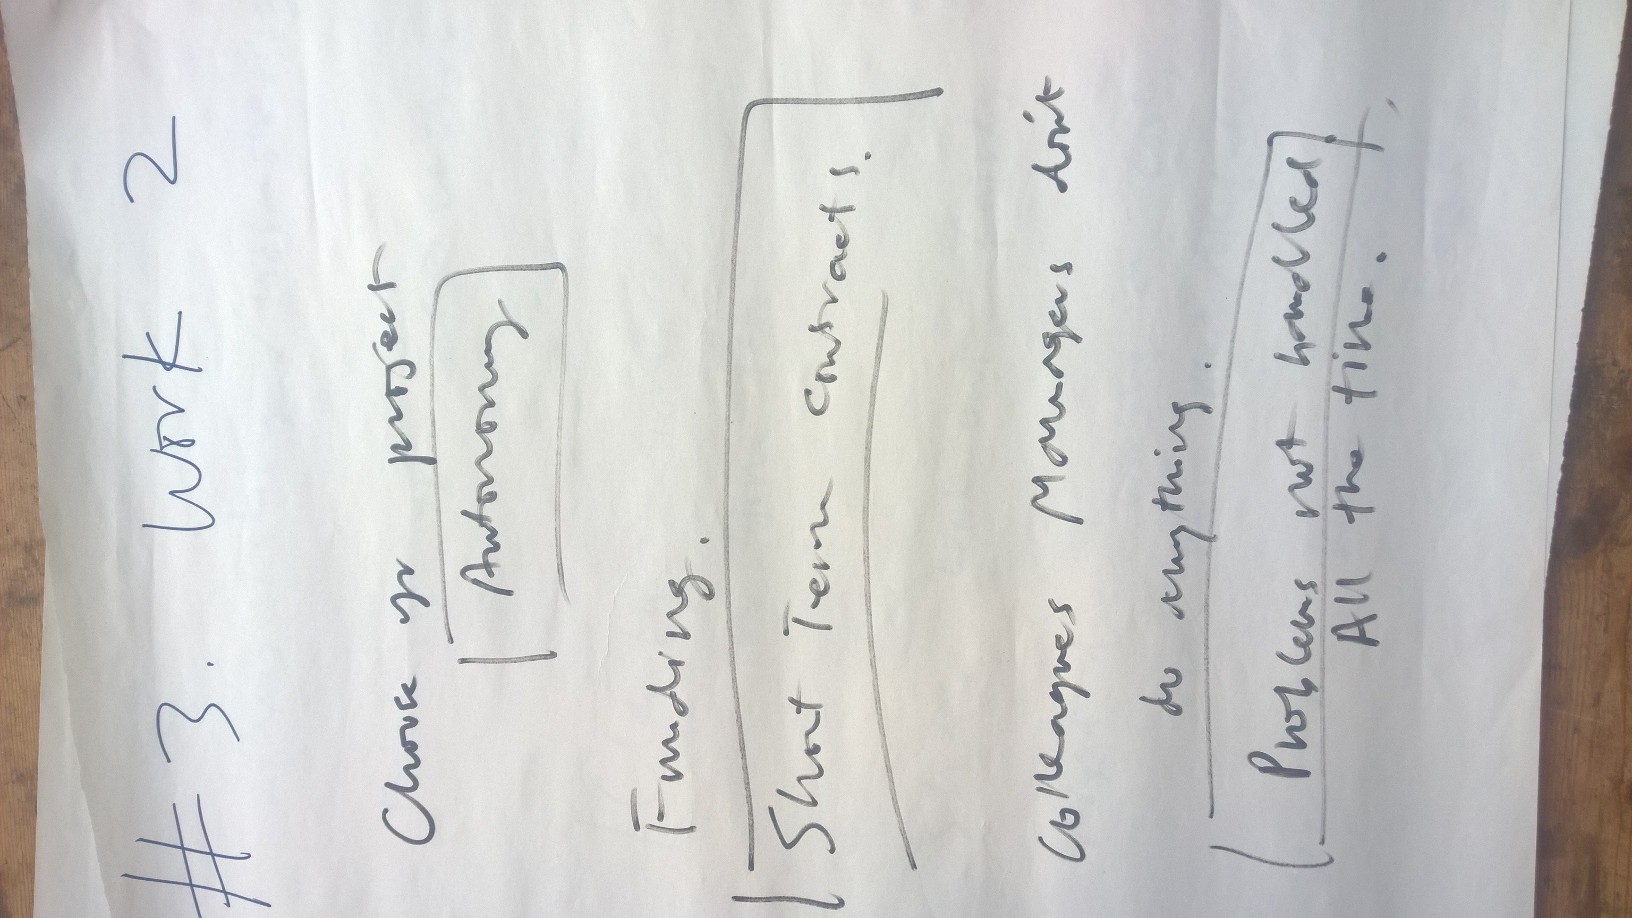 #3. Work 2
Choose yr project
Autonomy
Funding.
Short Term Contracts.
Colleagues Managers don't
do anything.
Problems not handled
All the time.